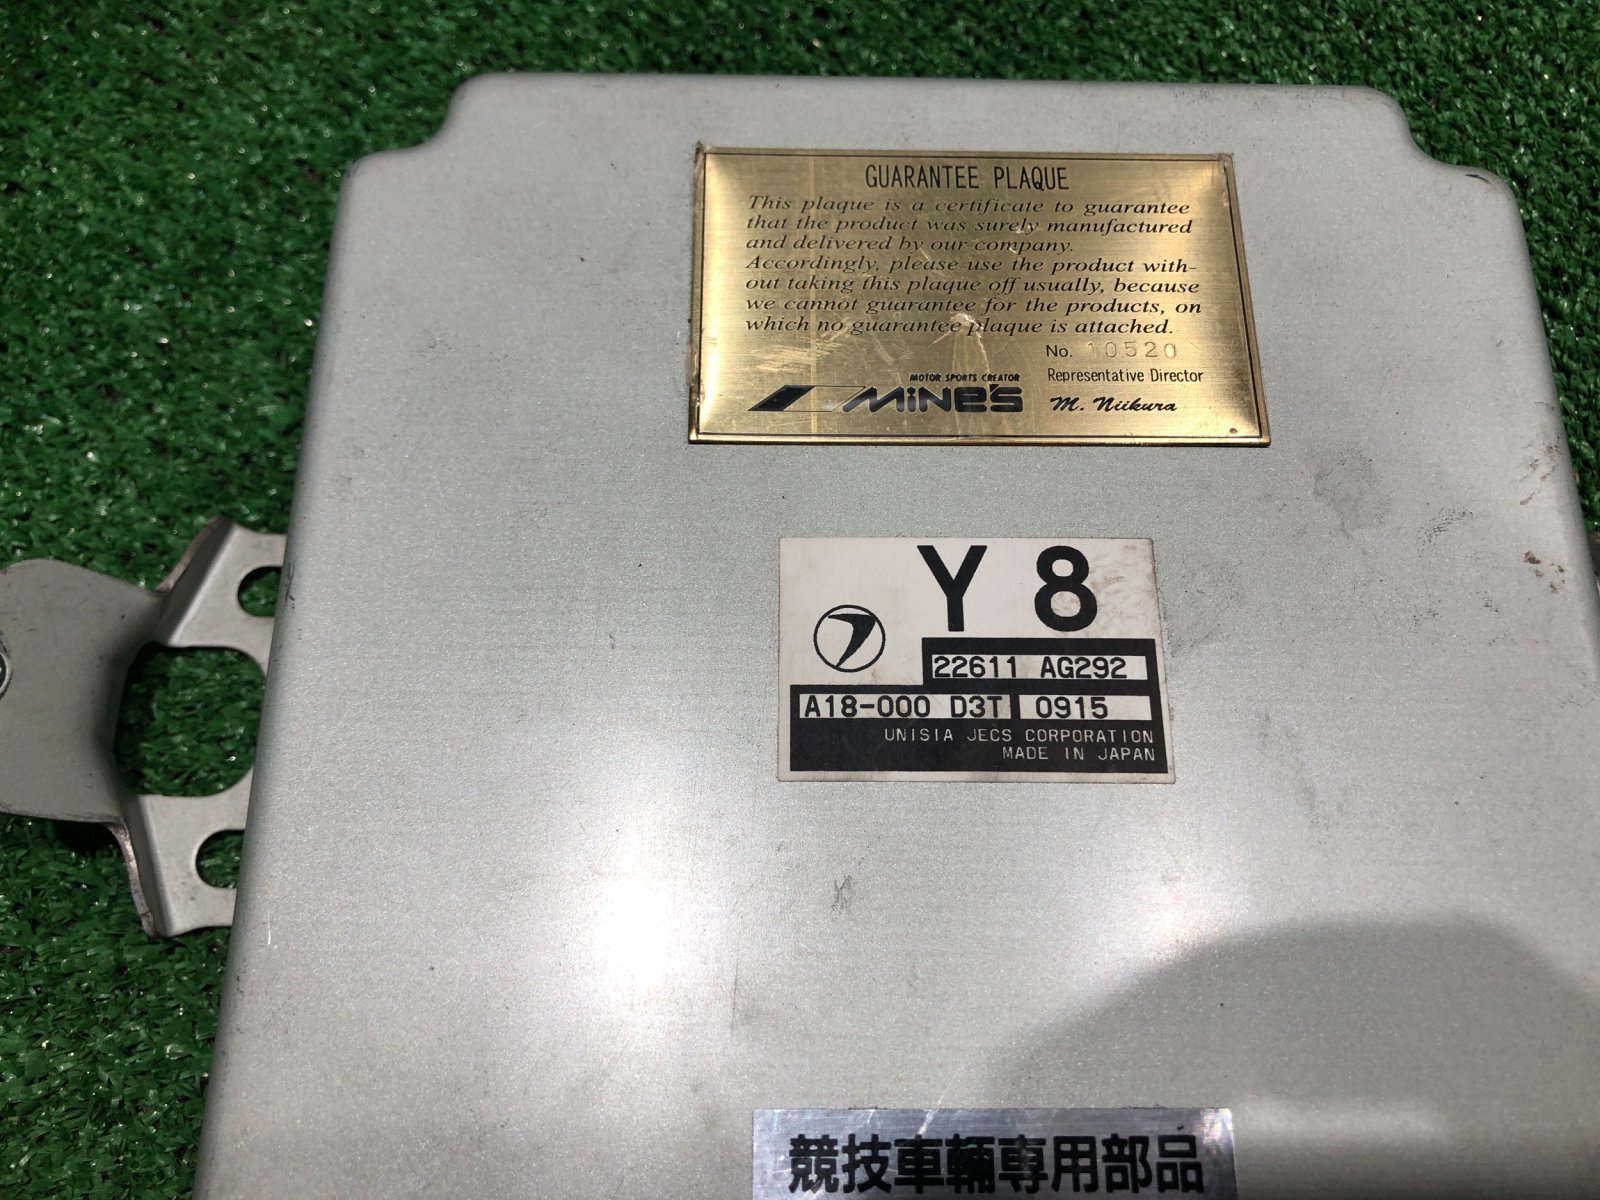 GUARANTEE PLAQUE
This plaque is a certificate to guarantee
that the product was surely manufactured
and delivered by our company.
Accordingly, please use the product with-
out taking this plaque off usually, because
we cannot guarantee for the products, on
which no guarantee plaque is attached.
No. 10520
MOTOR SPORTS CREATOR
MiNe's
Representative Director
M. Niikura
Y 8
22611 AG292
A18-000 D3T 0915
UNISIA JECS CORPORATION
MADE IN JAPAN
競技車輛専用部品